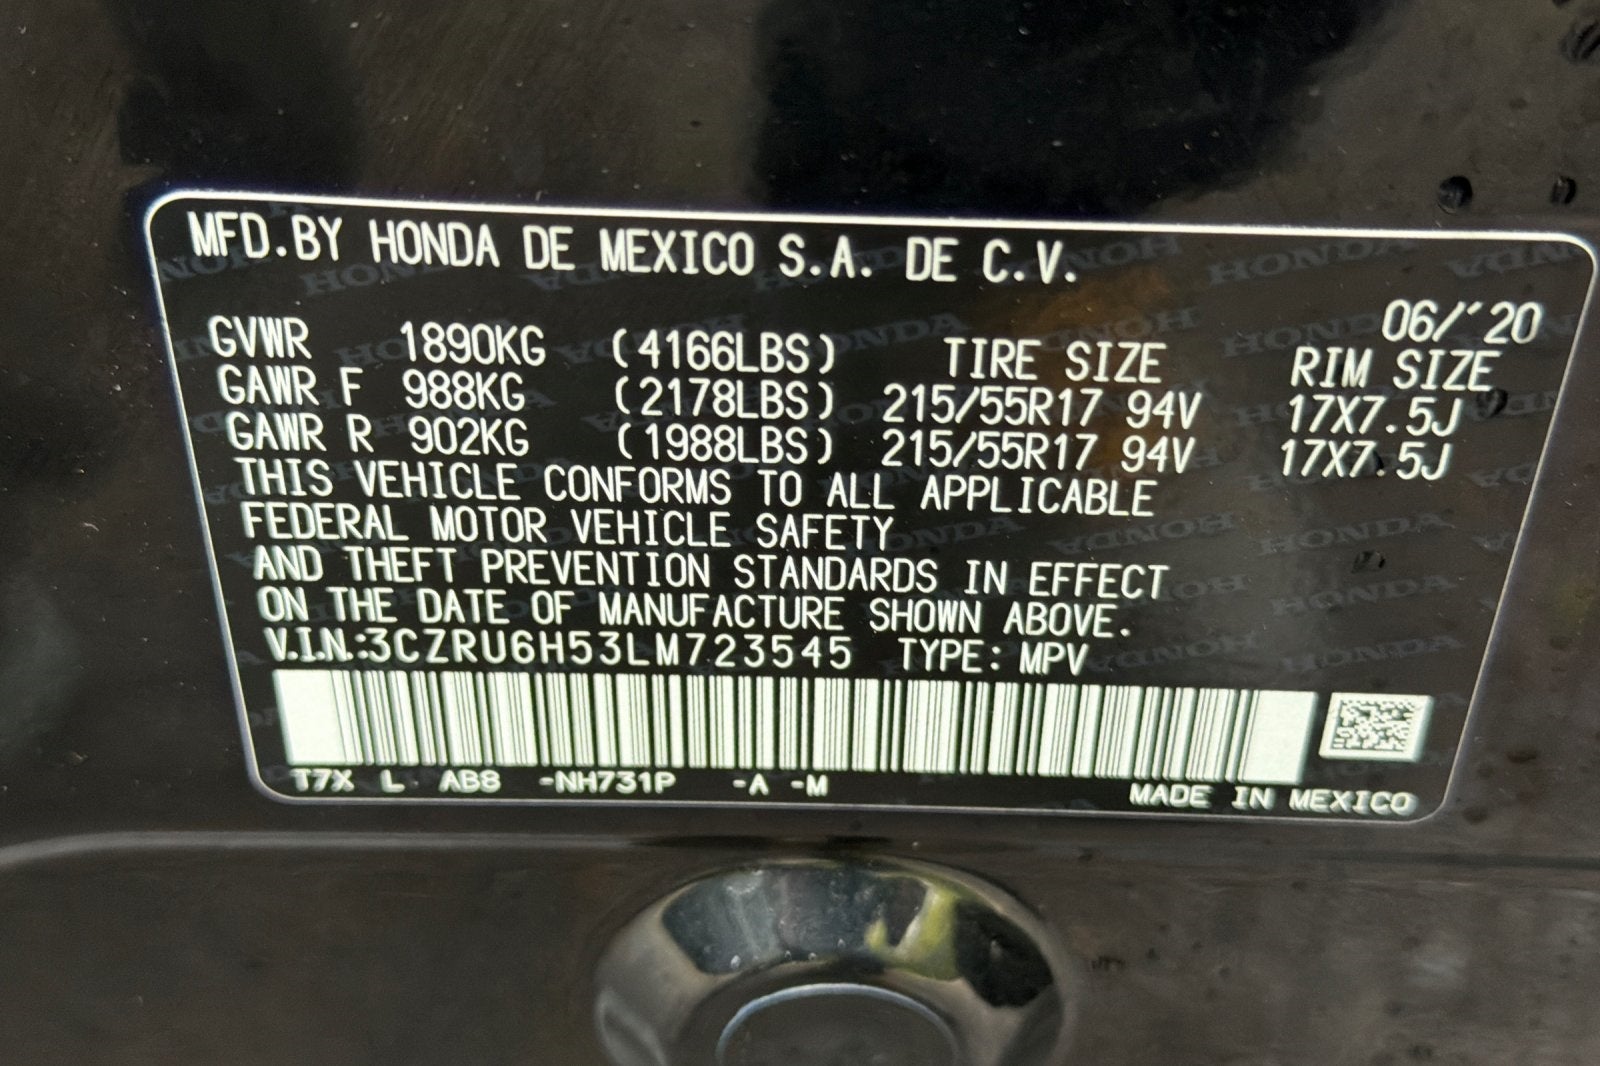 MFD.BY HONDA DE MEXICO S.A. DE C.V.
06/'20
GVWR 1890KG (4166LBS) TIRE SIZE RIM SIZE
GAWR F 988KG (2178LBS) 215/55R17 94V 17X7.5J
GAWR R 902KG (1988LBS) 215/55R17 94V 17X7.5J
THIS VEHICLE CONFORMS TO ALL APPLICABLE
FEDERAL MOTOR VEHICLE SAFETY
AND THEFT PREVENTION STANDARDS IN EFFECT
ON THE DATE OF MANUFACTURE SHOWN ABOVE.
V.I.N.:3CZRU6H53LM723545 TYPE: MPV
T7X L AB8 -NH731P -A -M
MADE IN MEXICO